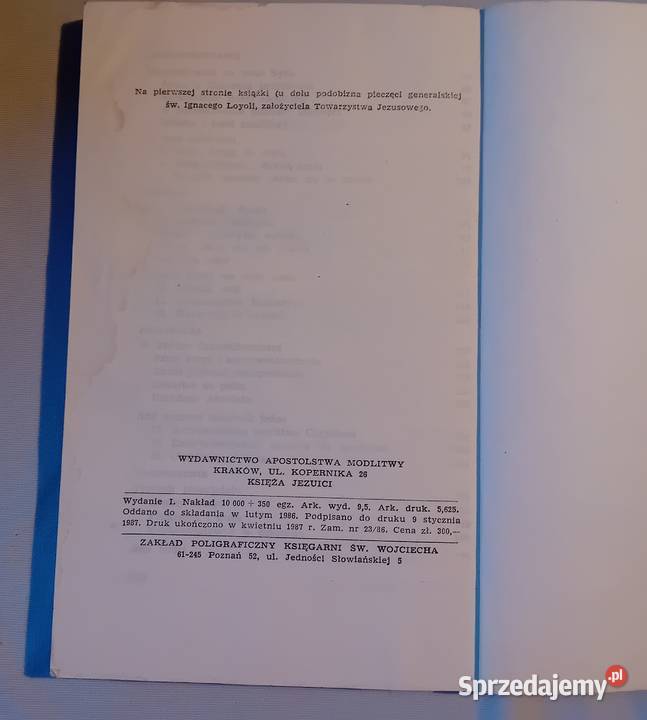 Na pierwszej stronie książki (u dołu podobizna pieczęci generalskiej
św. Ignacego Loyoli, założyciela Towarzystwa Jezusowego.
WYDAWNICTWO APOSTOLSTWA MODLITWY
KRAKÓW, UL. KOPERNIKA 26
KSIĘŻA JEZUICI
Wydanie I. Nakład 10 000 + 350 egz. Ark. wyd. 9,5. Ark. druk. 5,625.
Oddano do składania w lutym 1986. Podpisano do druku 9 stycznia
1987. Druk ukończono w kwietniu 1987 r. Zam. nr 23/86. Cena zł. 300,—
ZAKŁAD POLIGRAFICZNY KSIĘGARNI ŚW. WOJCIECHA
61-245 Poznań 52, ul. Jedności Słowiańskiej 5
Sprzedajemy.pl